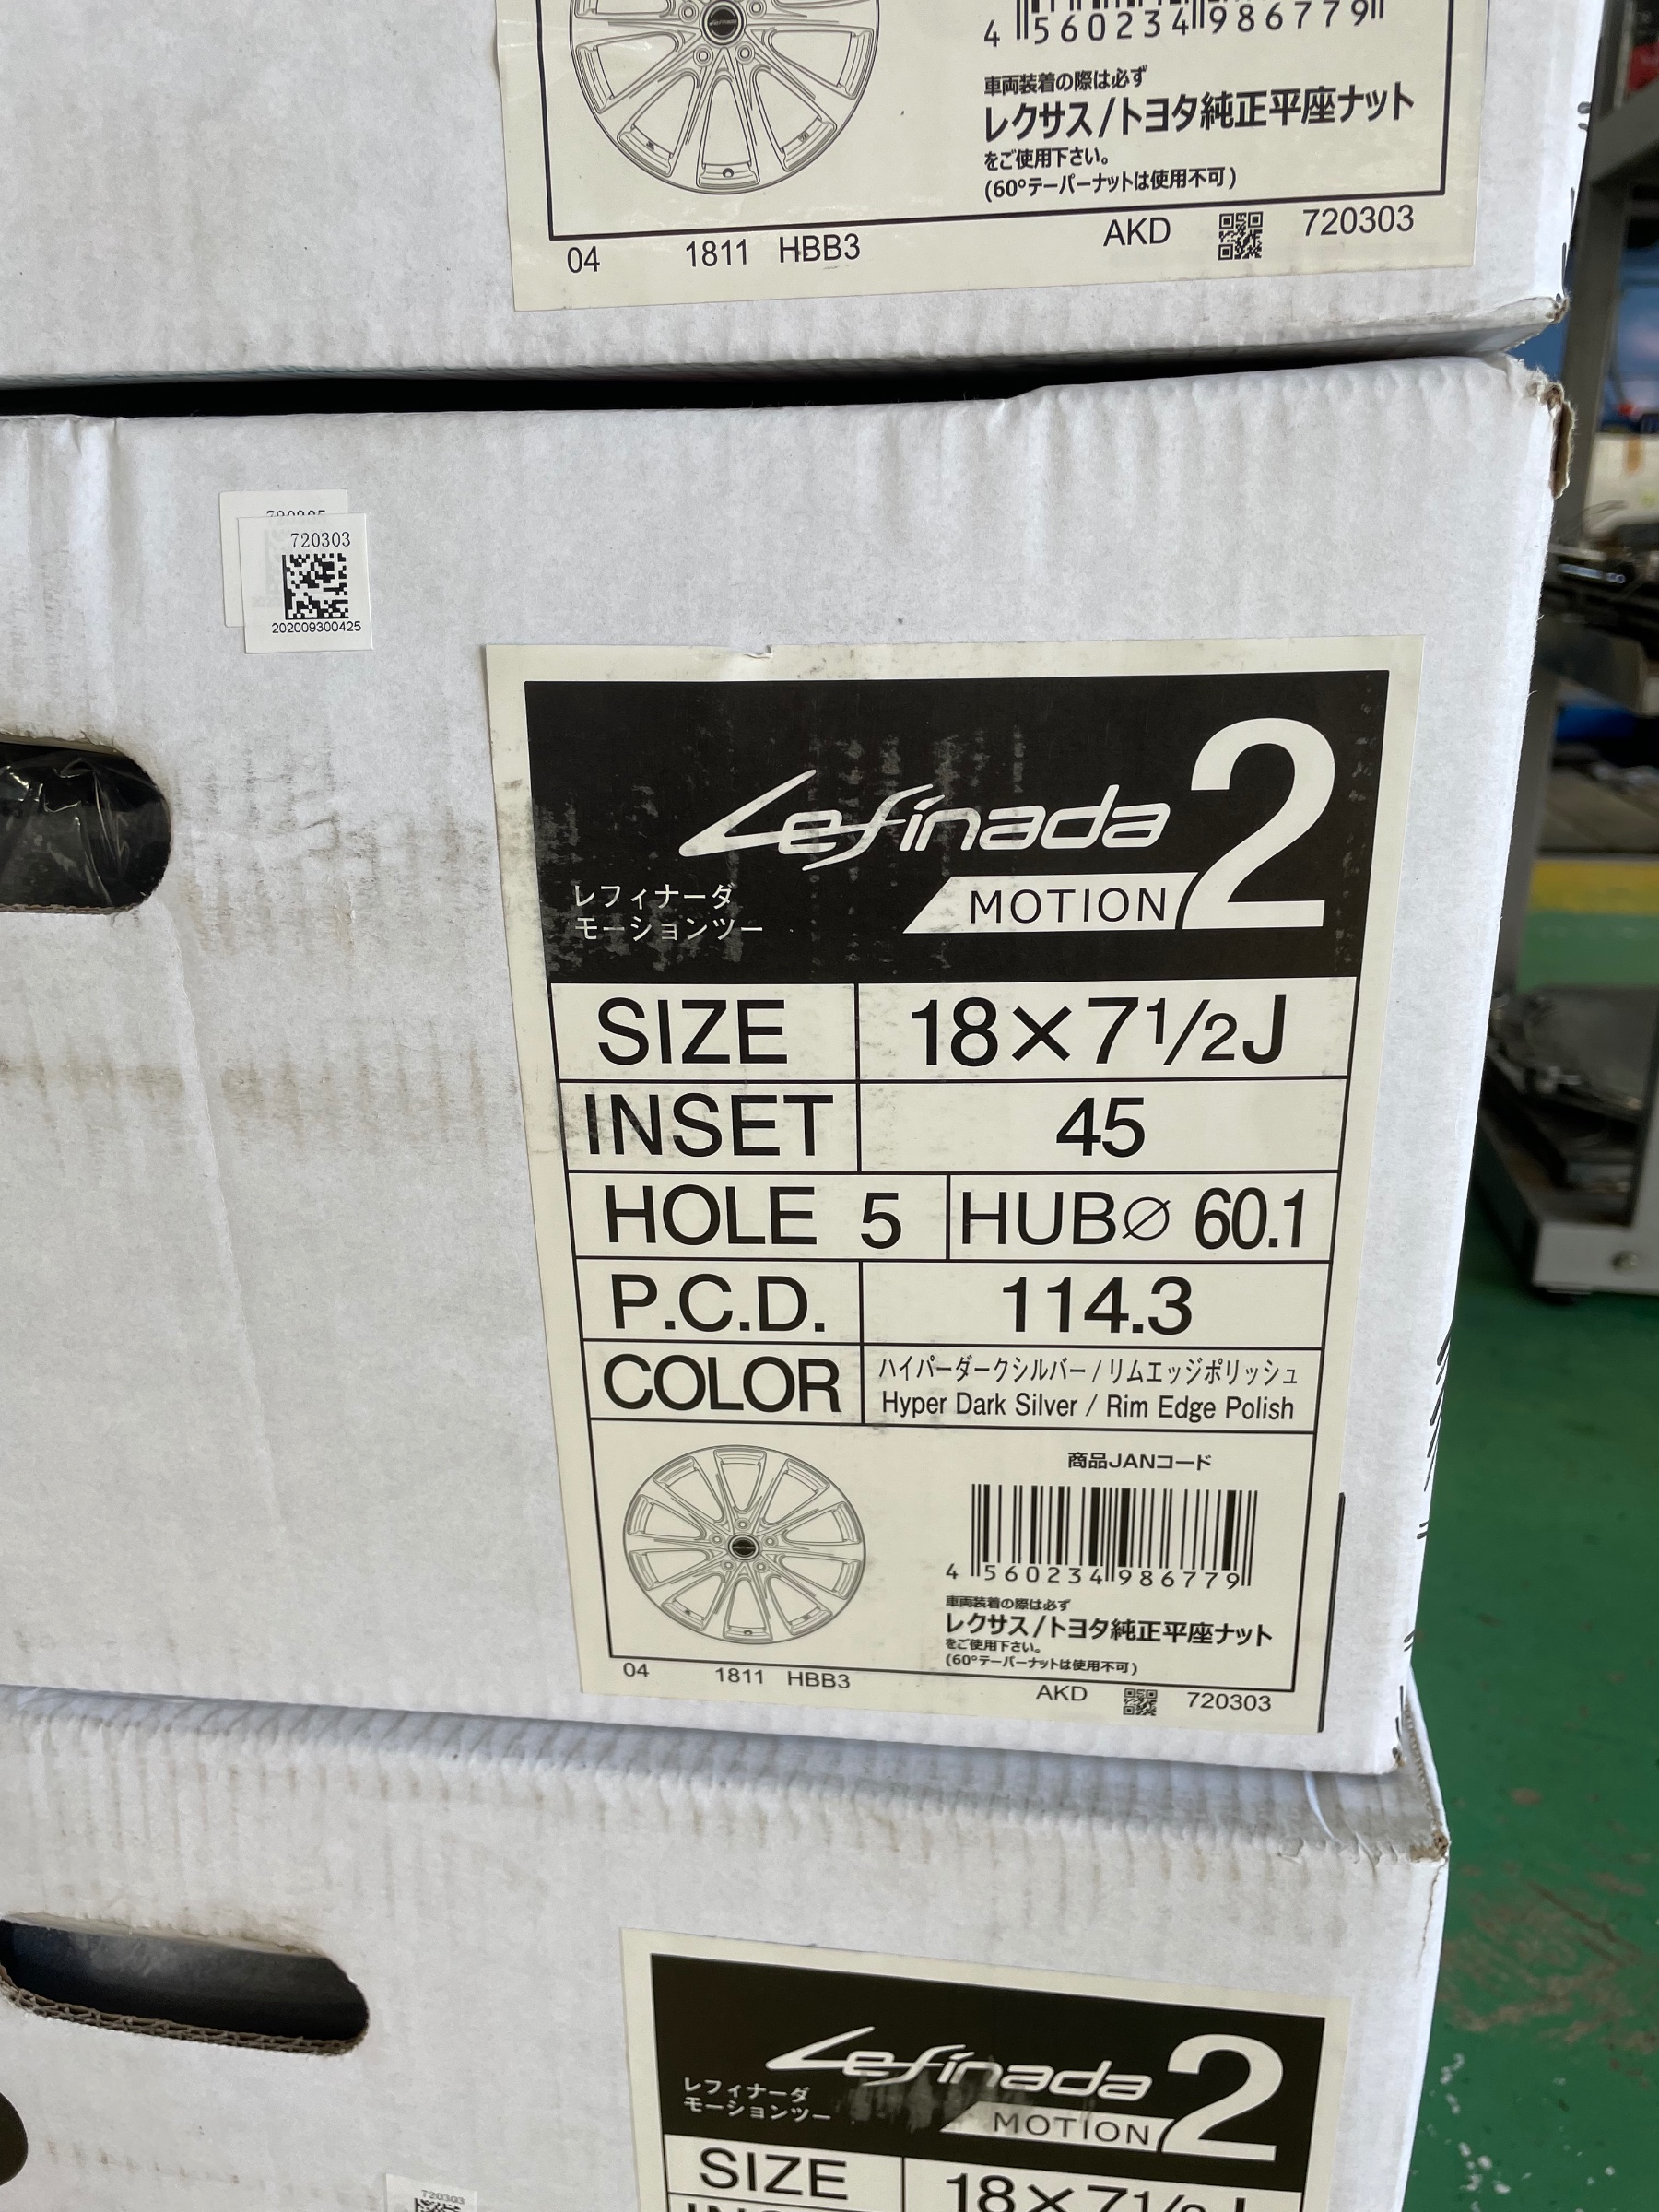 4 560234 986779
車両装着の際は必ず
レクサス/トヨタ純正平座ナット
をご使用下さい。
(60°テーパーナットは使用不可)
04 1811 HBB3 AKD 720303
720303
202009300425
Lefinada 2
MOTION
レフィナーダ
モーションツー
SIZE 18×7 1/2J
INSET 45
HOLE 5 HUB∅ 60.1
P.C.D. 114.3
COLOR ハイパーダークシルバー / リムエッジポリッシュ
Hyper Dark Silver / Rim Edge Polish
商品JANコード
4 560234 986779
車両装着の際は必ず
レクサス/トヨタ純正平座ナット
をご使用下さい。
(60°テーパーナットは使用不可)
04 1811 HBB3 AKD 720303
Lefinada 2
レフィナーダ
モーションツー
MOTION
SIZE 18×7 1/2J
720303